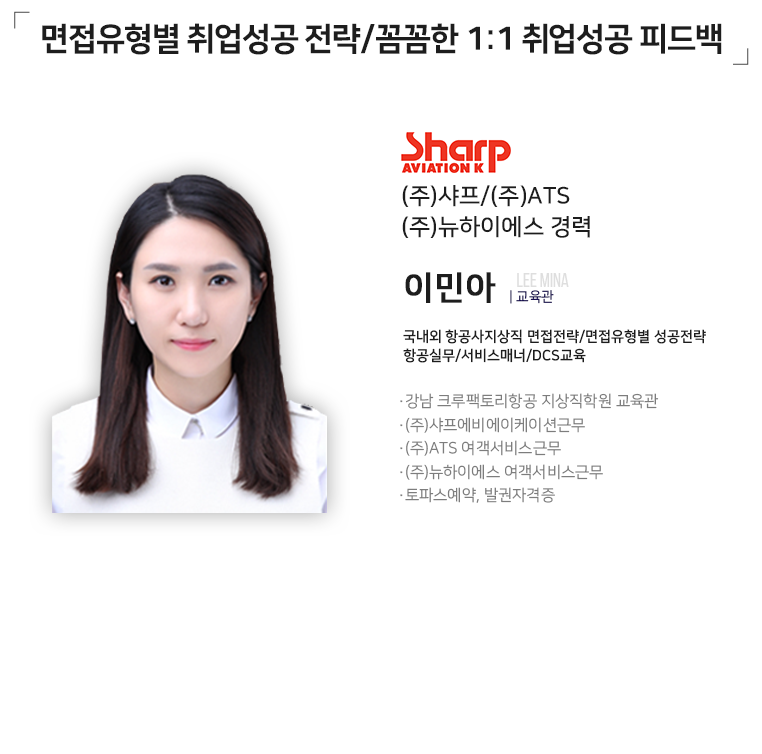 면접유형별 취업성공 전략/꼼꼼한 1:1 취업성공 피드백
Sharp
AVIATION K
(주)샤프/(주)ATS
(주)뉴하이에스 경력
이민아 LEE MINA
| 교육관
국내외 항공사지상직 면접전략/면접유형별 성공전략
항공실무/서비스매너/DCS교육
·강남 크루팩토리항공 지상직학원 교육관
·(주)샤프에비에이케이션근무
·(주)ATS 여객서비스근무
·(주)뉴하이에스 여객서비스근무
·토파스예약, 발권자격증